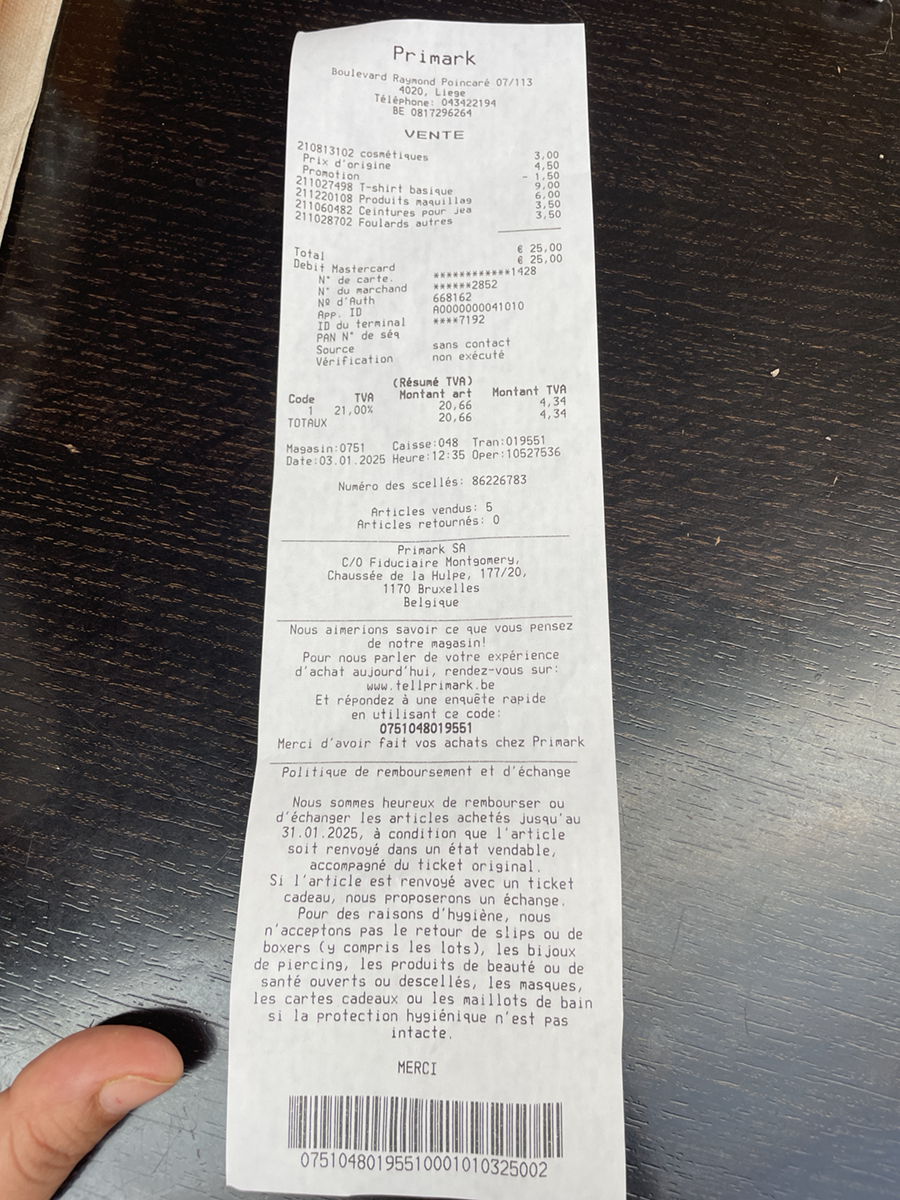 Primark
Boulevard Raymond Poincaré 07/113
4020, Liege
Téléphone: 043422194
BE 0817296264
VENTE
210813102 cosmétiques 3,00
Prix d'origine 4,50
Promotion - 1,50
211027498 T-shirt basique 9,00
211220108 Produits maquillag 6,00
211060482 Ceintures pour jea 3,50
211028702 Foulards autres 3,50
Total € 25,00
Debit Mastercard € 25,00
N° de carte. ************1428
N° du marchand ******2852
Nº d'Auth 668162
App. ID A0000000041010
ID du terminal ****7192
PAN N° de séq
Source sans contact
Vérification non exécuté
(Résumé TVA)
Code TVA Montant art Montant TVA
1 21,00% 20,66 4,34
TOTAUX 20,66 4,34
Magasin:0751 Caisse:048 Tran:019551
Date:03.01.2025 Heure:12:35 Oper:10527536
Numéro des scellés: 86226783
Articles vendus: 5
Articles retournés: 0
Primark SA
C/O Fiduciaire Montgomery,
Chaussée de la Hulpe, 177/20,
1170 Bruxelles
Belgique
Nous aimerions savoir ce que vous pensez
de notre magasin!
Pour nous parler de votre expérience
d'achat aujourd'hui, rendez-vous sur:
www.tellprimark.be
Et répondez à une enquête rapide
en utilisant ce code:
0751048019551
Merci d'avoir fait vos achats chez Primark
Politique de remboursement et d'échange
Nous sommes heureux de rembourser ou
d'échanger les articles achetés jusqu'au
31.01.2025, à condition que l'article
soit renvoyé dans un état vendable,
accompagné du ticket original.
Si l'article est renvoyé avec un ticket
cadeau, nous proposerons un échange.
Pour des raisons d'hygiène, nous
n'acceptons pas le retour de slips ou de
boxers (y compris les lots), les bijoux
de piercing, les produits de beauté ou de
santé ouverts ou descellés, les masques,
les cartes cadeaux ou les maillots de bain
si la protection hygiénique n'est pas
intacte.
MERCI
0751048019551000101032500​2